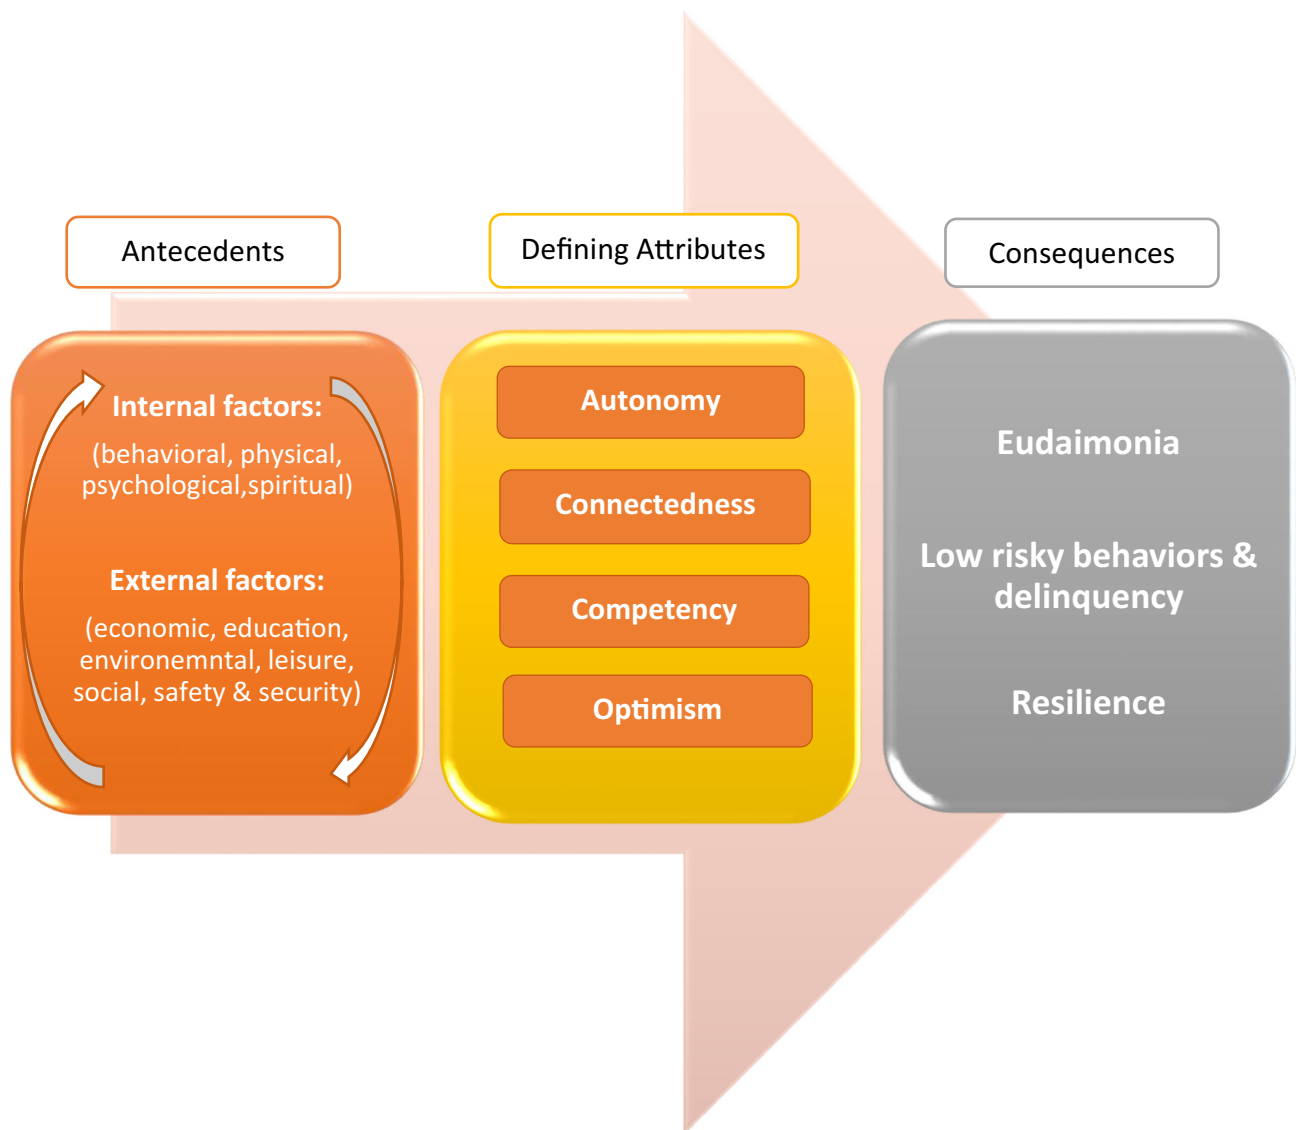 Antecedents
Internal factors:
(behavioral, physical,
psychological,spiritual)
External factors:
(economic, education,
environemntal, leisure,
social, safety & security)
Defining Attributes
Autonomy
Connectedness
Competency
Optimism
Consequences
Eudaimonia
Low risky behaviors &
delinquency
Resilience